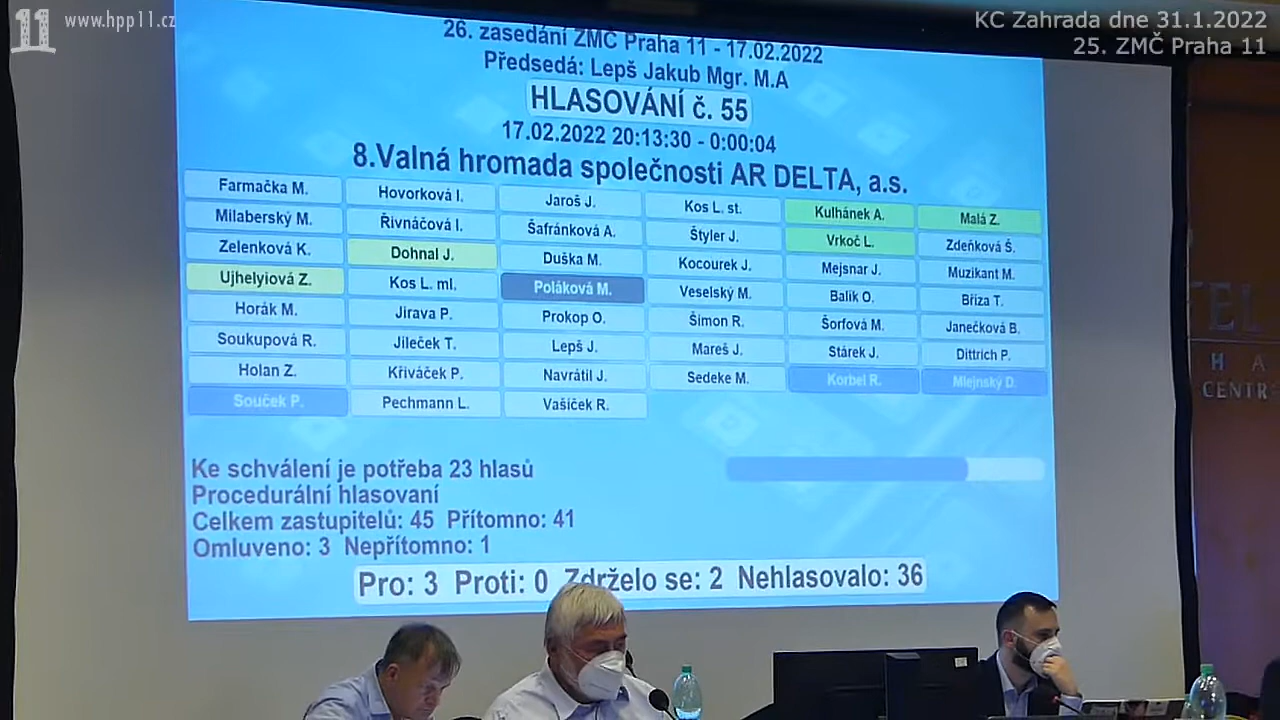 11 www.hpp11.cz
KC Zahrada dne 31.1.2022
25. ZMČ Praha 11
26. zasedání ZMČ Praha 11 - 17.02.2022
Předsedá: Lepš Jakub Mgr. M.A
HLASOVÁNÍ č. 55
17.02.2022 20:13:30 - 0:00:04
8.Valná hromada společnosti AR DELTA, a.s.
Farmačka M. Hovorková I. Jaroš J. Kos L. st. Kulhánek A. Malá Z.
Milaberský M. Řivnáčová I. Šafránková A. Štyler J. Vrkoč L. Zdeňková Š.
Zelenková K. Dohnal J. Duška M. Kocourek J. Mejsnar J. Muzikant M.
Ujhelyiová Z. Kos L. ml. Poláková M. Veselský M. Balík O. Bříza T.
Horák M. Jirava P. Prokop O. Šimon R. Šorfová M. Janečková B.
Soukupová R. Jíleček T. Lepš J. Mareš J. Stárek J. Dittrich P.
Holan Z. Křiváček P. Navrátil J. Sedeke M. Korbel R. Mlejnský D.
Souček P. Pechmann L. Vašíček R.
Ke schválení je potřeba 23 hlasů
Procedurální hlasovaní
Celkem zastupitelů: 45 Přítomno: 41
Omluveno: 3 Nepřítomno: 1
Pro: 3 Proti: 0 Zdrželo se: 2 Nehlasovalo: 36
TEL
H A
CENTR